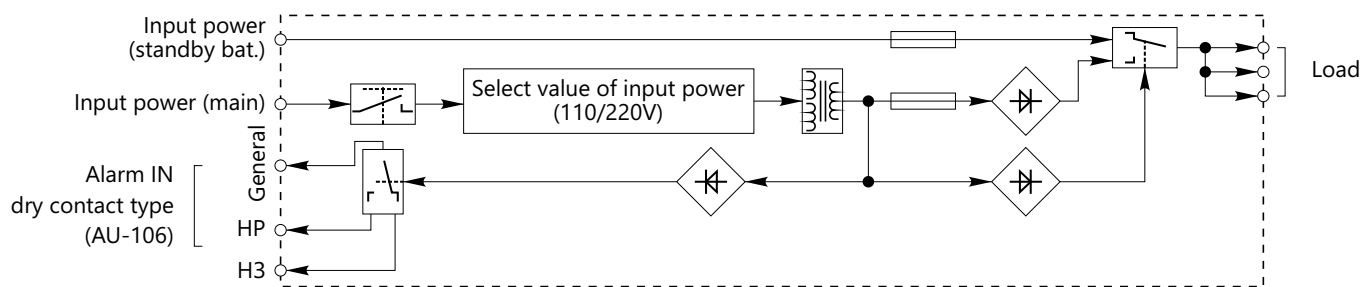 Input power
(standby bat.)
Load
Select value of input power
(110/220V)
Input power (main)
General
Alarm IN
dry contact type
(AU-106)
HP
НЗ